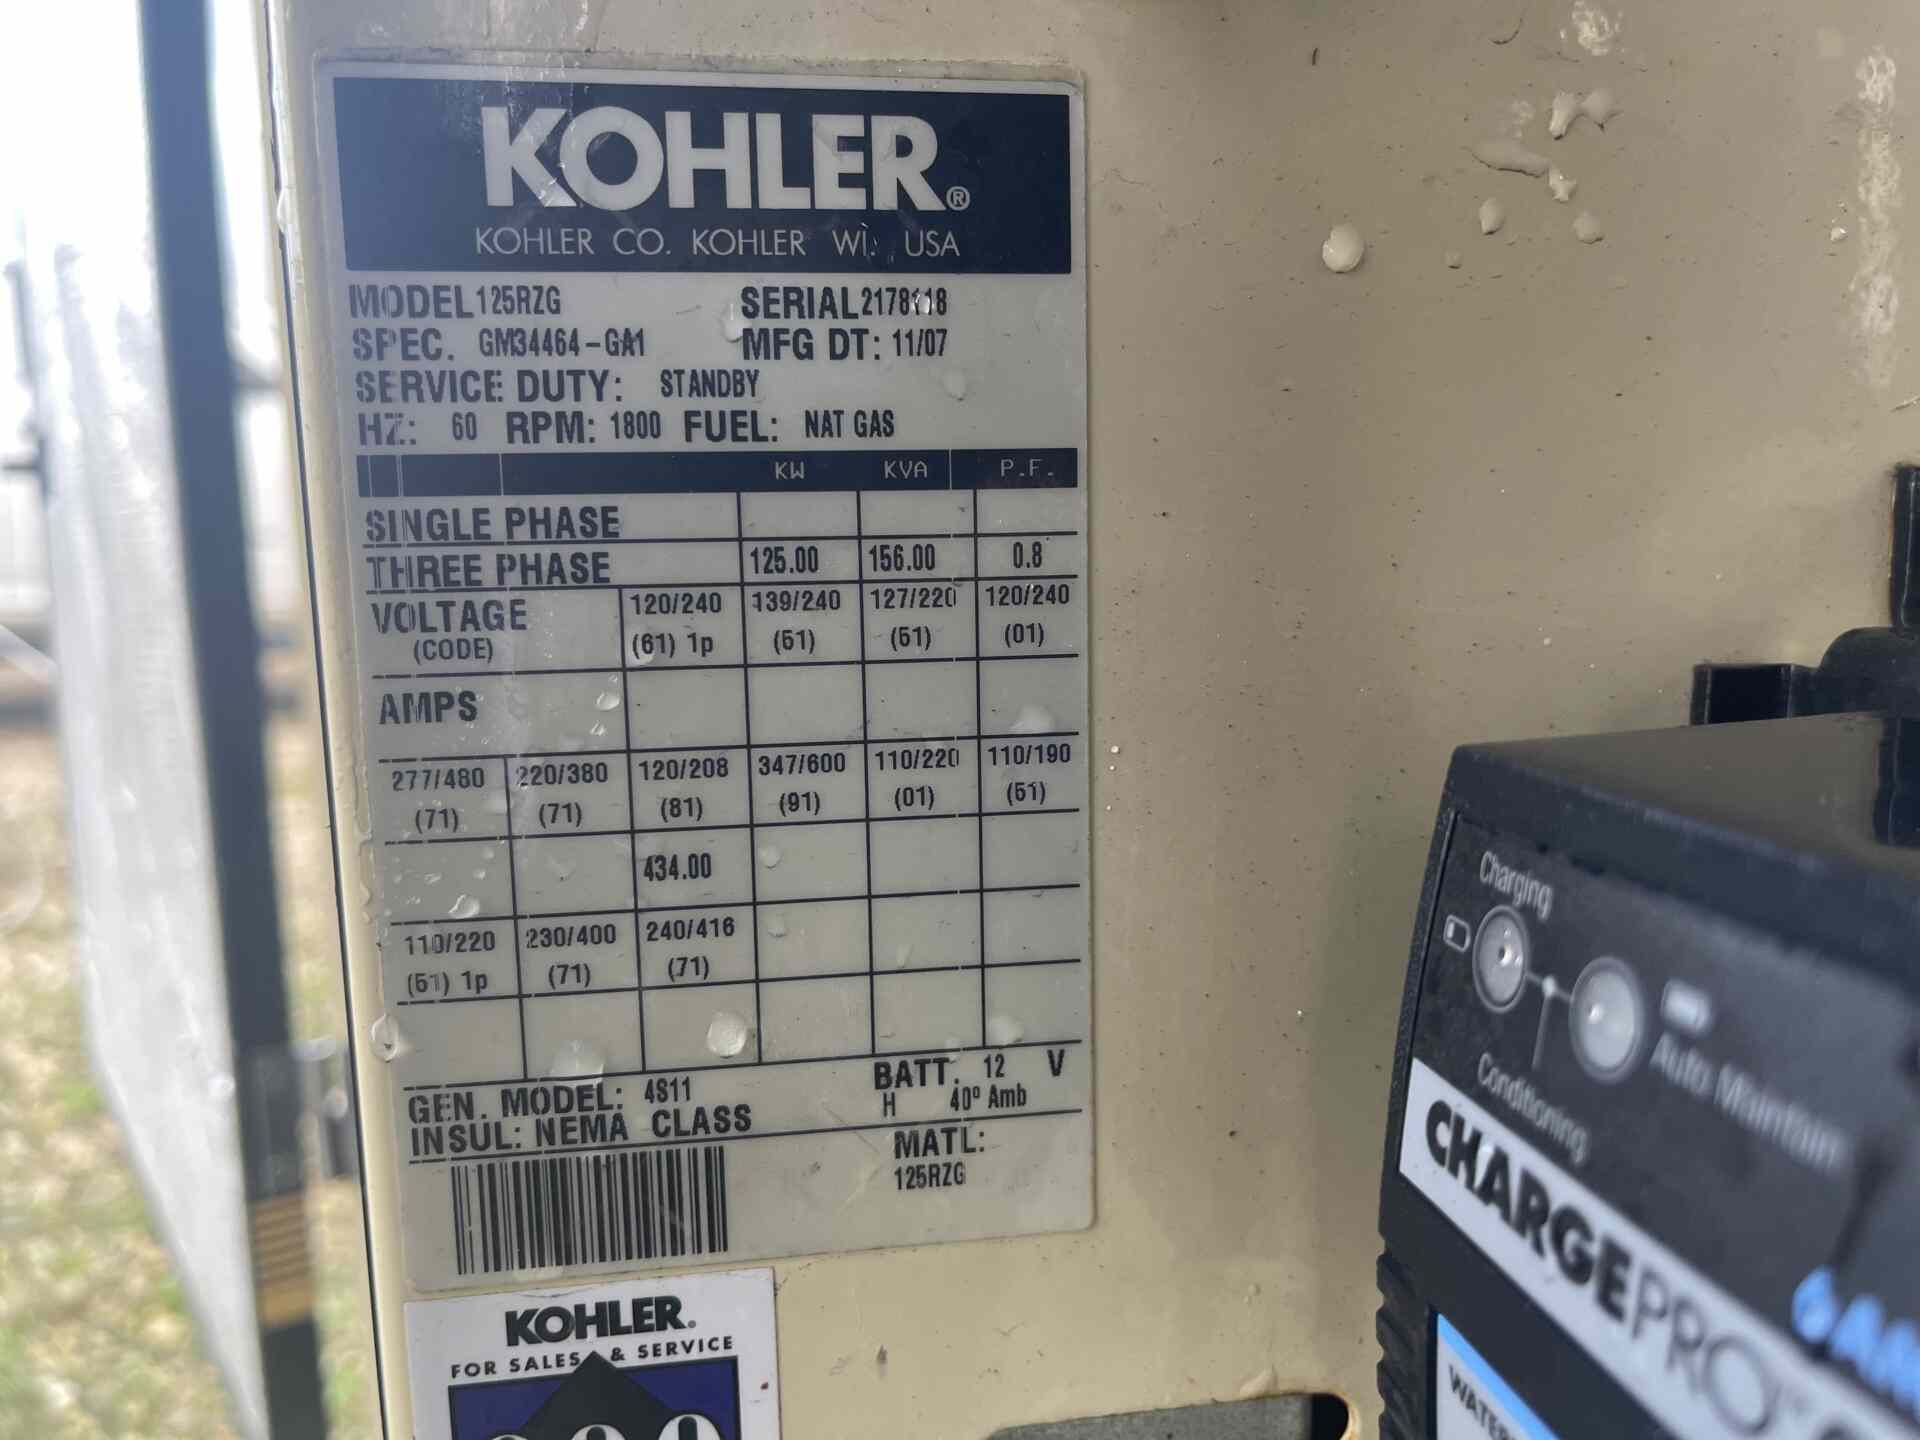 KOHLER®
KOHLER CO. KOHLER WI. USA
MODEL 125RZG SERIAL 2178118
SPEC. GM34464-GA1 MFG DT: 11/07
SERVICE DUTY: STANDBY
HZ: 60 RPM: 1800 FUEL: NAT GAS
KW KVA P.F.
SINGLE PHASE
THREE PHASE 125.00 156.00 0.8
VOLTAGE 120/240 139/240 127/220 120/240
(CODE) (61) 1p (51) (51) (01)
AMPS
277/480 220/380 120/208 347/600 110/220 110/190
(71) (71) (81) (91) (01) (51)
434.00
110/220 230/400 240/416
(51) 1p (71) (71)
GEN. MODEL: 4S11 BATT. 12 V
INSUL: NEMA CLASS H 40° Amb
MATL:
125RZG
KOHLER.
FOR SALES & SERVICE
Charging
Conditioning
Auto Maintain
CHARGEPRO™